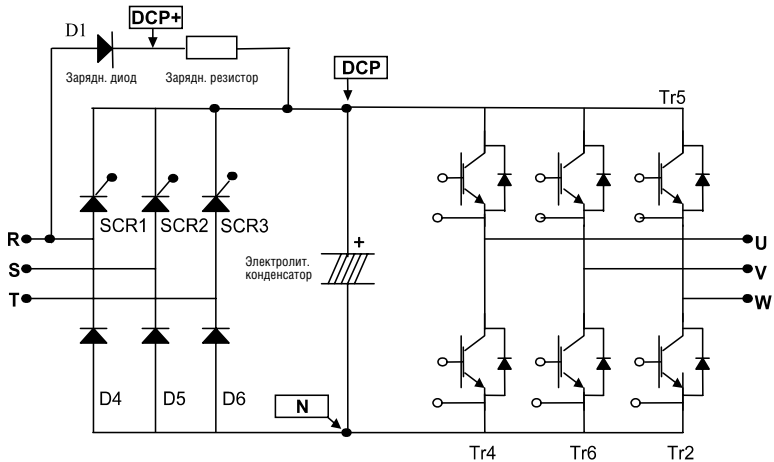 D1
DCP+
Зарядн. диод
Зарядн. резистор
DCP
Tr5
SCR1
SCR2
SCR3
R
S
T
+
Электролит.
конденсатор
U
V
W
D4
D5
D6
N
Tr4
Tr6
Tr2